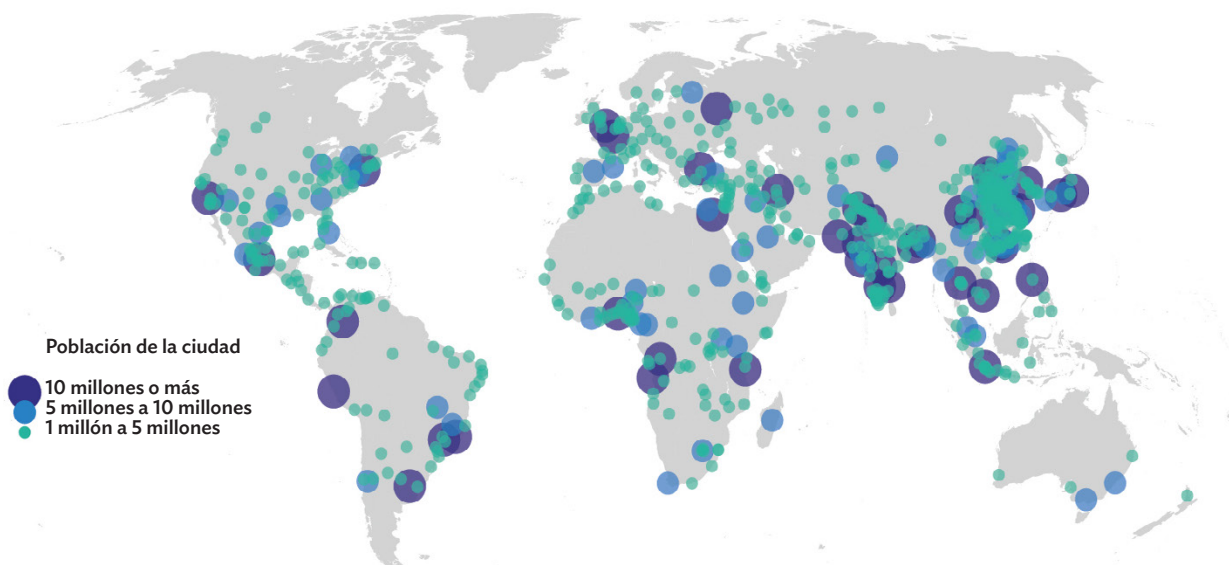 Población de la ciudad
10 millones o más
5 millones a 10 millones
1 millón a 5 millones